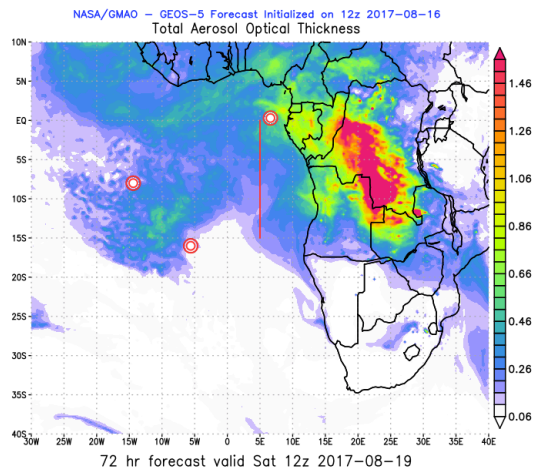 NASA/GMAO - GEOS-5 Forecast Initialized on 12z 2017-08-16
Total Aerosol Optical Thickness
10N
5N
EQ
5S
10S
15S
20S
25S
30S
35S
40S
30W 25W 20W 15W 10W 5W 0 5E 10E 15E 20E 25E 30E 35E 40E
1.46
1.26
1.06
0.86
0.66
0.46
0.26
0.06
72 hr forecast valid Sat 12z 2017-08-19